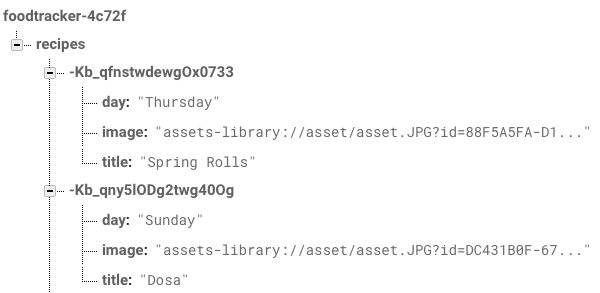 foodtracker-4c72f
recipes
-Kb_qfnstwdewgOx0733
day: "Thursday"
image: "assets-library://asset/asset.JPG?id=88F5A5FA-D1..."
title: "Spring Rolls"
-Kb_qny5lODg2twg40Og
day: "Sunday"
image: "assets-library://asset/asset.JPG?id=DC431B0F-67..."
title: "Dosa"